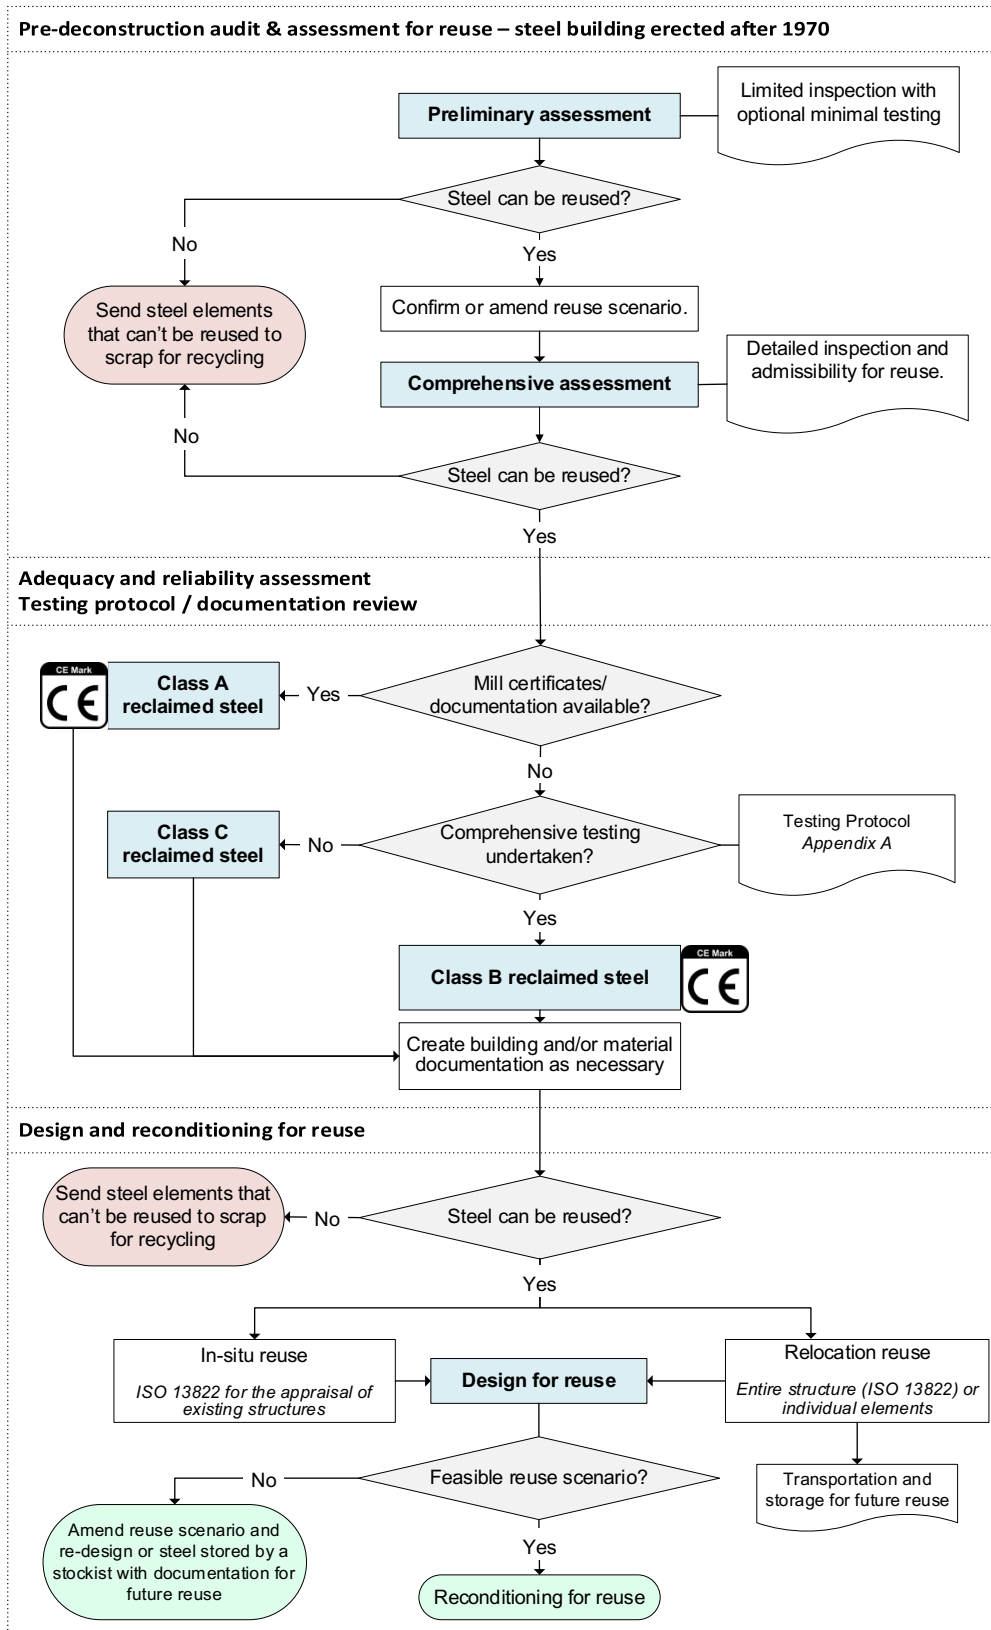 Pre-deconstruction audit & assessment for reuse – steel building erected after 1970
Preliminary assessment
Limited inspection with
optional minimal testing
Steel can be reused?
No
Yes
Send steel elements
that can't be reused to
scrap for recycling
Confirm or amend reuse scenario.
Comprehensive assessment
Detailed inspection and
admissibility for reuse.
No
Steel can be reused?
Yes
Adequacy and reliability assessment
Testing protocol / documentation review
CE Mark
CE
Class A
reclaimed steel
Yes
Mill certificates/
documentation available?
No
Class C
reclaimed steel
No
Comprehensive testing
undertaken?
Testing Protocol
Appendix A
Yes
Class B reclaimed steel
CE Mark
CE
Create building and/or material
documentation as necessary
Design and reconditioning for reuse
Send steel elements that
can't be reused to scrap
for recycling
No
Steel can be reused?
Yes
In-situ reuse
ISO 13822 for the appraisal of
existing structures
Design for reuse
Relocation reuse
Entire structure (ISO 13822) or
individual elements
No
Feasible reuse scenario?
Transportation and
storage for future reuse
Amend reuse scenario and
re-design or steel stored by a
stockist with documentation for
future reuse
Yes
Reconditioning for reuse